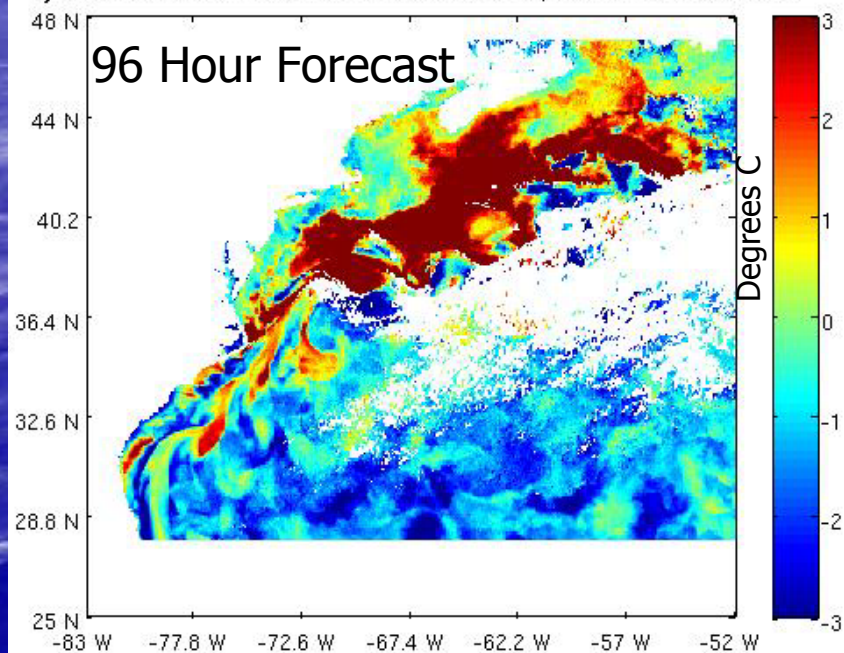 48 N
96 Hour Forecast
44 N
40.2
36.4 N
32.6 N
28.8 N
25 N
-83 W -77.8 W -72.6 W -67.4 W -62.2 W -57 W -52 W
3
2
1
0
-1
-2
-3
Degrees C